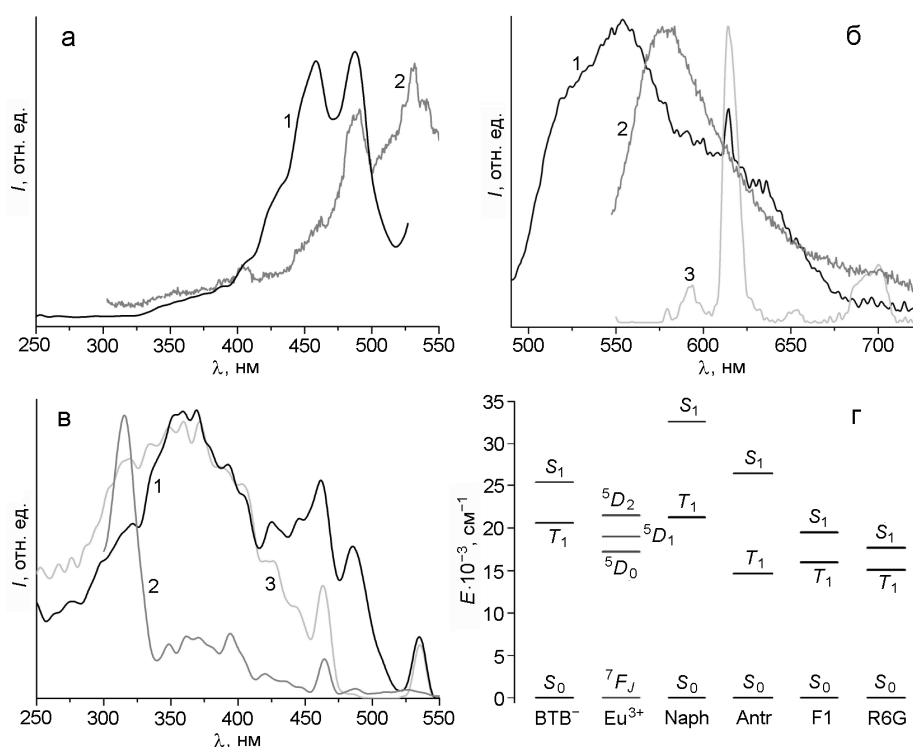 а
I, отн. ед.
1
2
250 300 350 400 450 500 550
λ, нм
б
I, отн. ед.
1
2
3
500 550 600 650 700
λ, нм
в
I, отн. ед.
1
2
3
250 300 350 400 450 500 550
λ, нм
г
E·10⁻³, см⁻¹
35
30
25
20
15
10
5
0
S₁
T₁
S₀
BTB⁻
⁵D₂
⁵D₁
⁵D₀
⁷F_J
Eu³⁺
S₁
T₁
S₀
Naph
S₁
T₁
S₀
Antr
S₁
T₁
S₀
F1
S₁
T₁
S₀
R6G